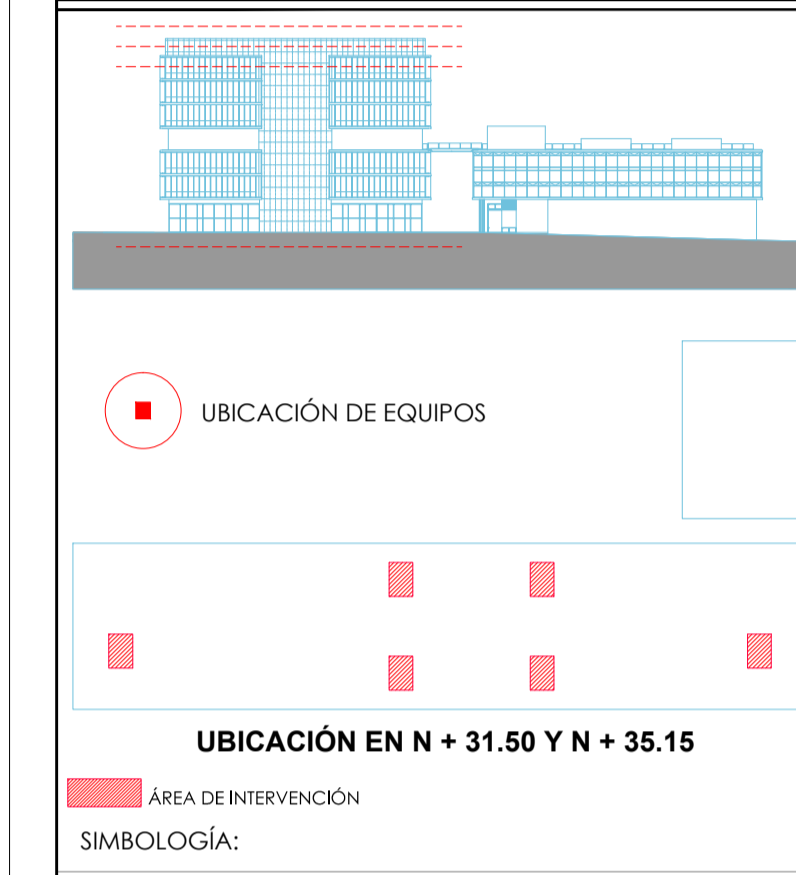 UBICACIÓN DE EQUIPOS
UBICACIÓN EN N + 31.50 Y N + 35.15
ÁREA DE INTERVENCIÓN
SIMBOLOGÍA: